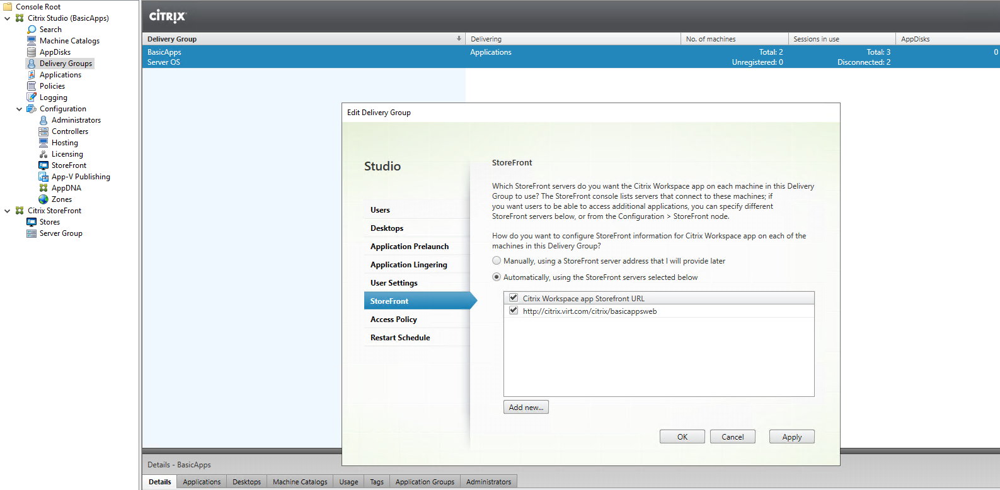 Console Root
Citrix Studio (BasicApps)
Search
Machine Catalogs
AppDisks
Delivery Groups
Applications
Policies
Logging
Configuration
Administrators
Controllers
Hosting
Licensing
StoreFront
App-V Publishing
AppDNA
Zones
Citrix StoreFront
Stores
Server Group
CITRIX
Delivery Group Delivering No. of machines Sessions in use AppDisks
BasicApps Applications Total: 2 Total: 3 0
Server OS Unregistered: 0 Disconnected: 2
Edit Delivery Group
Studio
Users
Desktops
Application Prelaunch
Application Lingering
User Settings
StoreFront
Access Policy
Restart Schedule
StoreFront
Which StoreFront servers do you want the Citrix Workspace app on each machine in this Delivery
Group to use? The StoreFront console lists servers that connect to these machines; if
you want users to be able to access additional applications, you can specify different
StoreFront servers below, or from the Configuration > StoreFront node.
How do you want to configure StoreFront information for Citrix Workspace app on each of the
machines in this Delivery Group?
Manually, using a StoreFront server address that I will provide later
Automatically, using the StoreFront servers selected below
Citrix Workspace app Storefront URL
http://citrix.virt.com/citrix/basicappsweb
Add new...
OK Cancel Apply
Details - BasicApps
Details Applications Desktops Machine Catalogs Usage Tags Application Groups Administrators